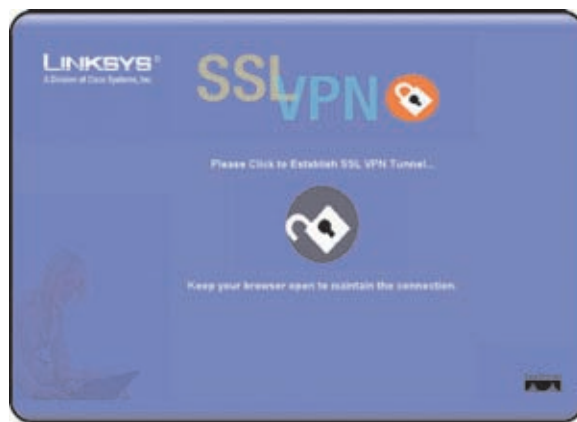 LINKSYS®
A Division of Cisco Systems, Inc.
SSL
VPN
Please Click to Establish SSL VPN Tunnel...
Keep your browser open to maintain the connection.